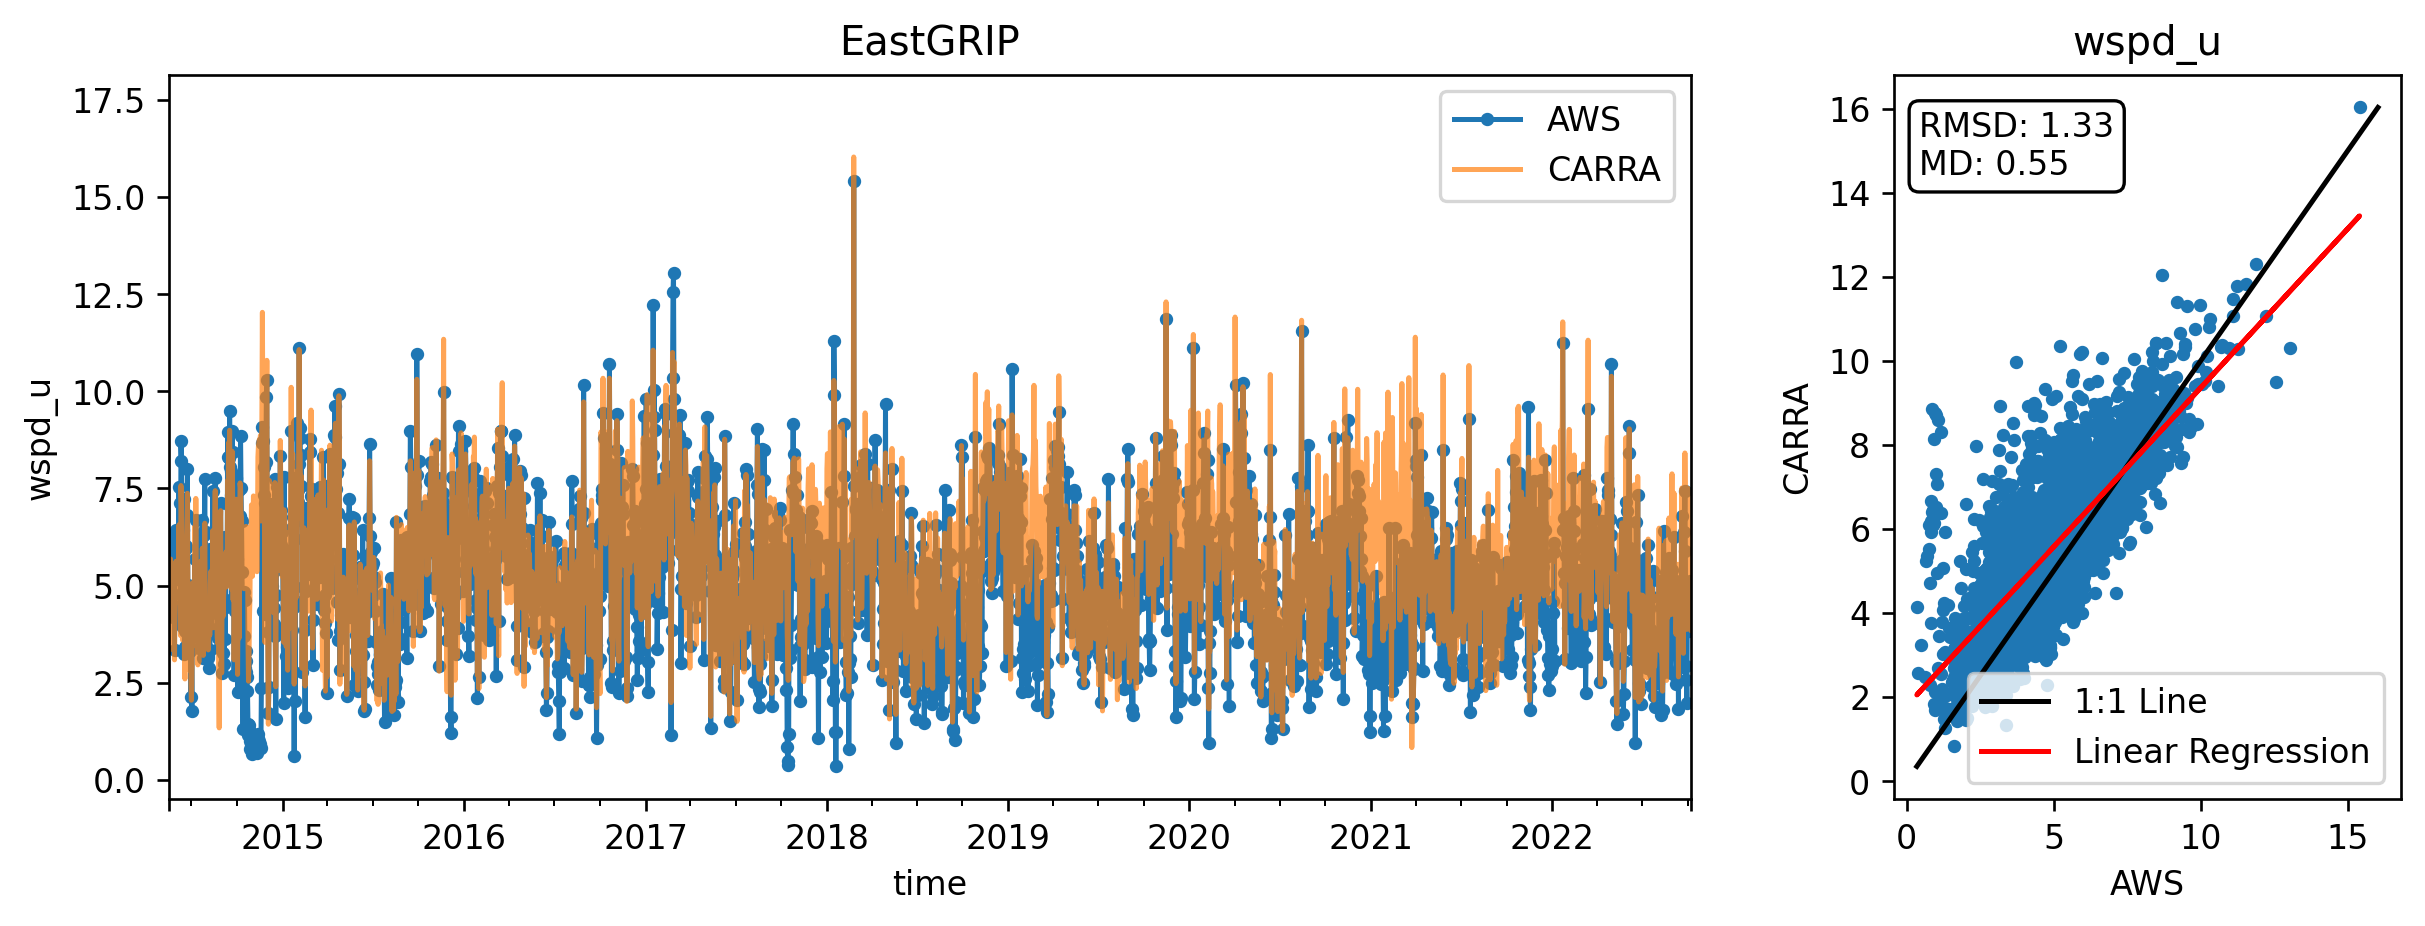 EastGRIP
wspd_u
17.5
15.0
12.5
10.0
7.5
5.0
2.5
0.0
wspd_u
AWS
CARRA
2015 2016 2017 2018 2019 2020 2021 2022
time
16
14
12
10
8
6
4
2
0
CARRA
RMSD: 1.33
MD: 0.55
1:1 Line
Linear Regression
0 5 10 15
AWS